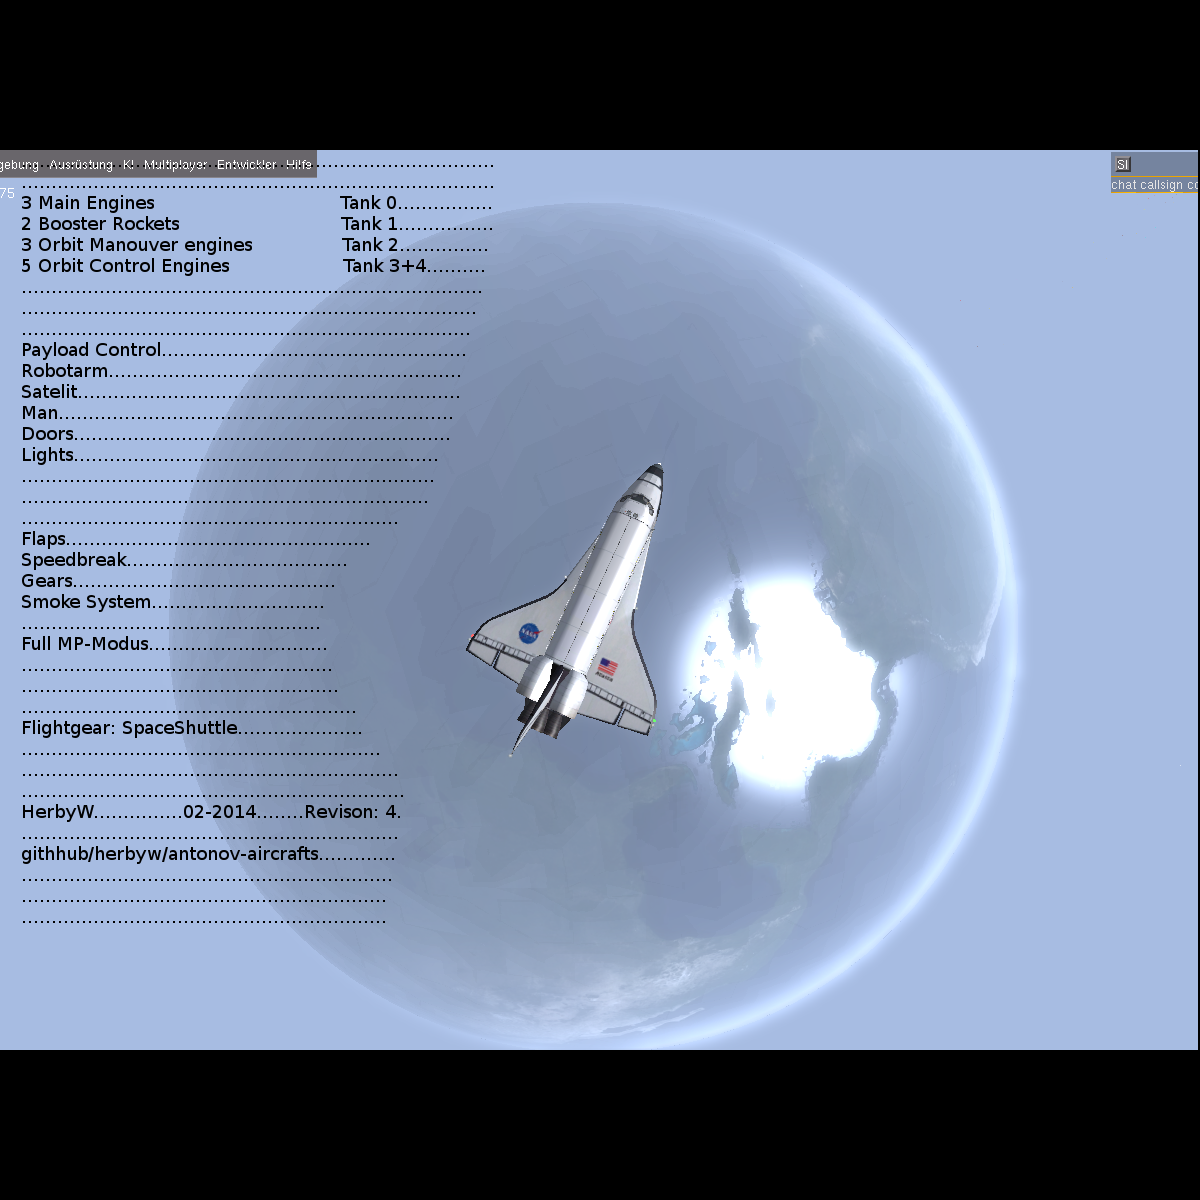 gebung Ausrüstung KI Multiplayer Entwickler Hilfe
SI
75
chat callsign co
3 Main Engines Tank 0................
2 Booster Rockets Tank 1................
3 Orbit Manouver engines Tank 2...............
5 Orbit Control Engines Tank 3+4..........
Payload Control...................................................
Robotarm...........................................................
Satelit................................................................
Man..................................................................
Doors...............................................................
Lights.............................................................
Flaps...................................................
Speedbreak.....................................
Gears............................................
Smoke System.............................
Full MP-Modus..............................
Flightgear: SpaceShuttle.....................
HerbyW...............02-2014........Revison: 4.
githhub/herbyw/antonov-aircrafts.............
NASA